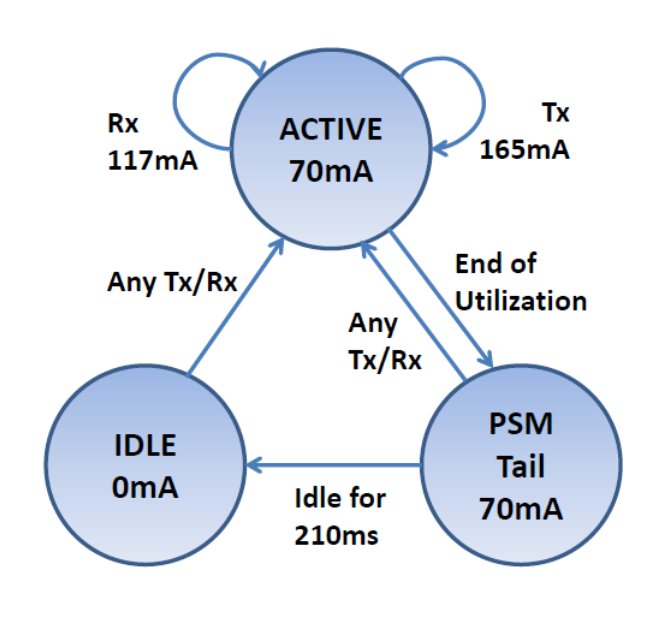 ACTIVE
70mA
Rx
117mA
Tx
165mA
Any Tx/Rx
End of
Utilization
Any
Tx/Rx
IDLE
0mA
PSM
Tail
70mA
Idle for
210ms